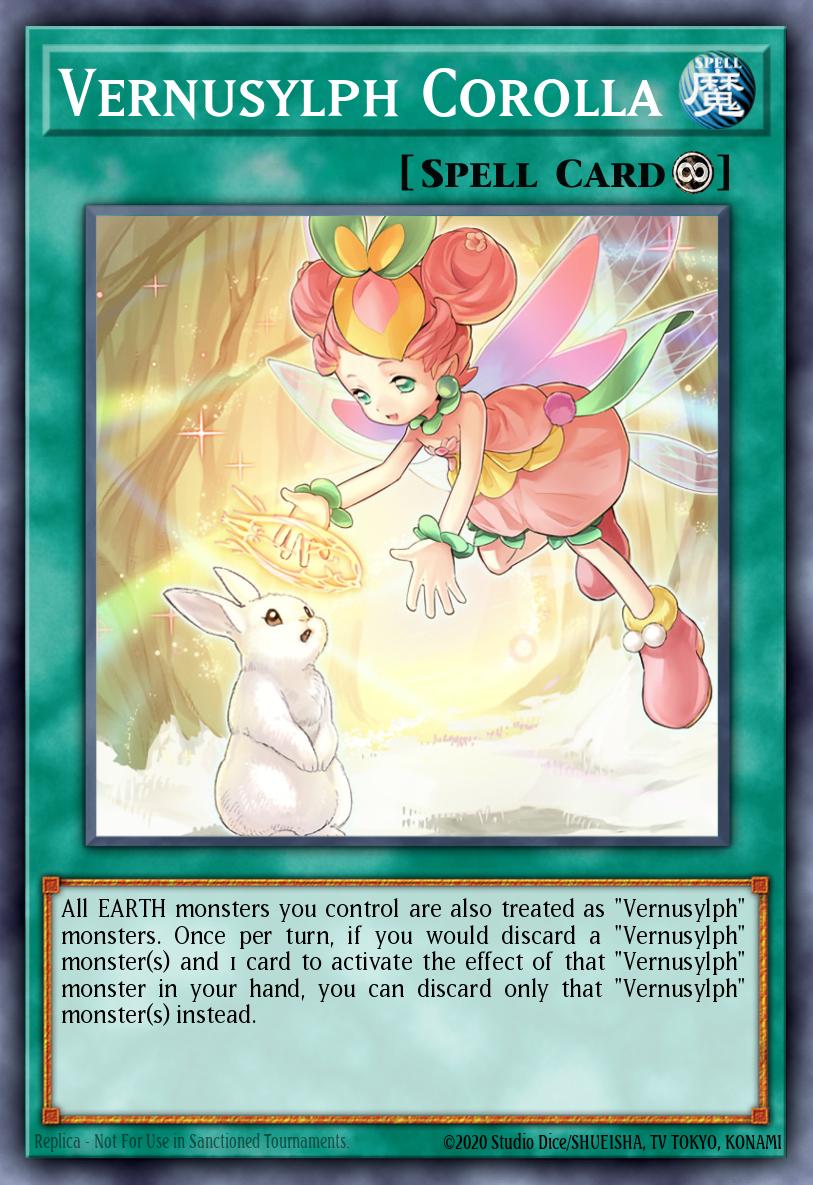 VERNUSYLPH COROLLA
SPELL
魔
[SPELL CARD]
All EARTH monsters you control are also treated as "Vernusylph"
monsters. Once per turn, if you would discard a "Vernusylph"
monster(s) and 1 card to activate the effect of that "Vernusylph"
monster in your hand, you can discard only that "Vernusylph"
monster(s) instead.
Replica - Not For Use in Sanctioned Tournaments.
©2020 Studio Dice/SHUEISHA, TV TOKYO, KONAMI